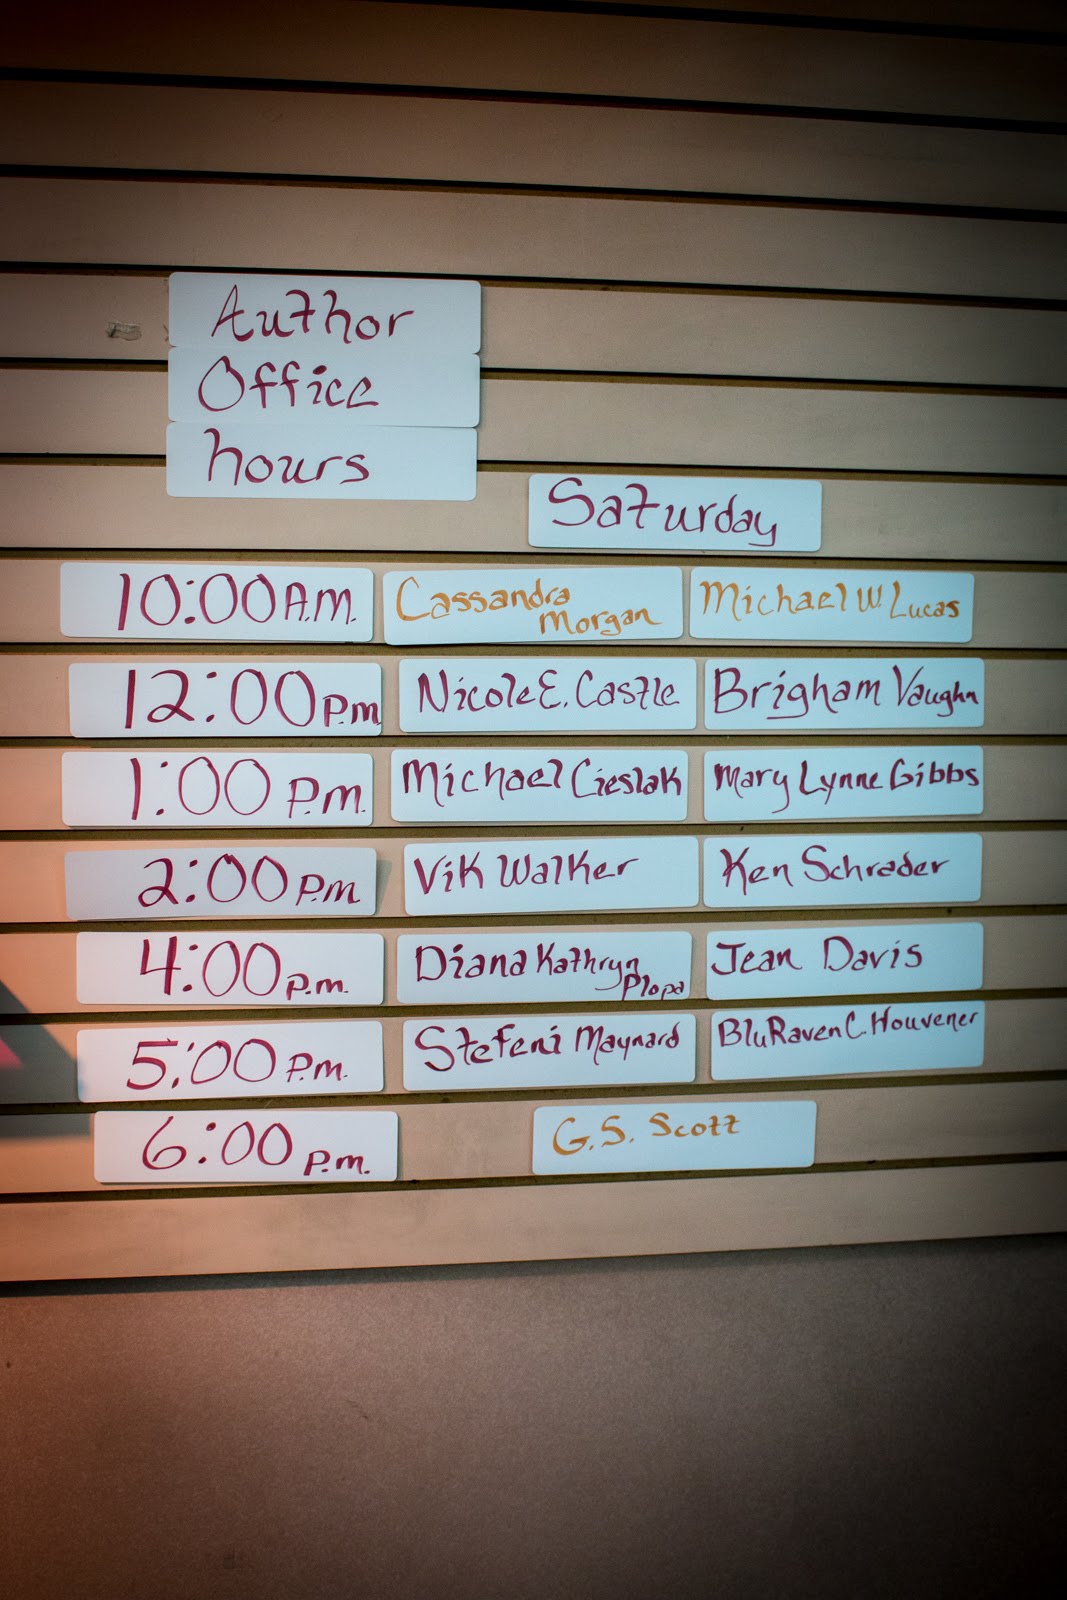 Author
Office
hours
Saturday
10:00 A.M. Cassandra Morgan Michael W. Lucas
12:00 P.m Nicole E. Castle Brigham Vaughn
1:00 P.m. Michael Cieslak Mary Lynne Gibbs
2:00 P.m Vik Walker Ken Schrader
4:00 P.m. Diana Kathryn Plopa Jean Davis
5:00 P.m. Stefeni Maynard BluRaven C. Houvener
6:00 P.m. G.S. Scott